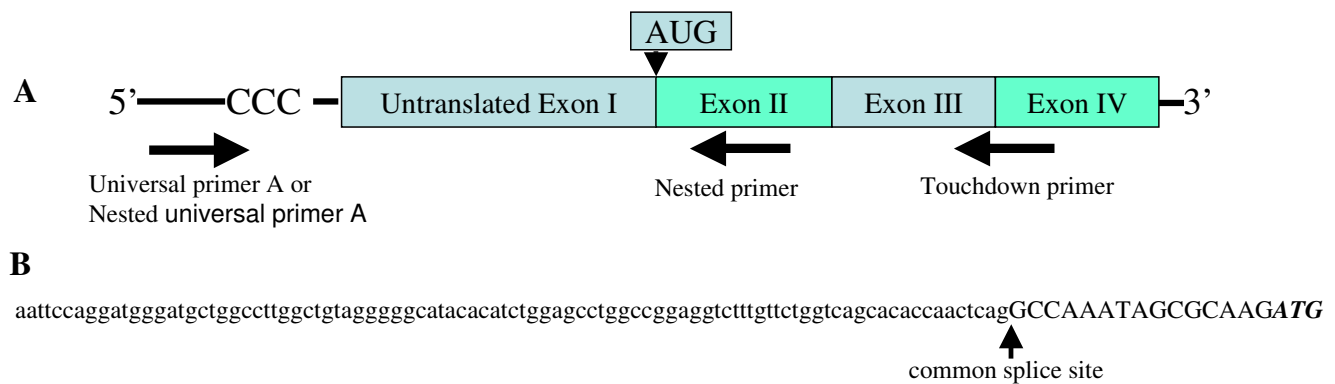 AUG
A
5’
CCC
Untranslated Exon I
Exon II
Exon III
Exon IV
3’
Universal primer A or
Nested universal primer A
Nested primer
Touchdown primer
B
aattccaggatgggatgctggccttggctgtagggggcatacacatctggagcctggccggaggtctttgttctggtcagcacaccaactcagGCCAAATAGCGCAAGATG
common splice site